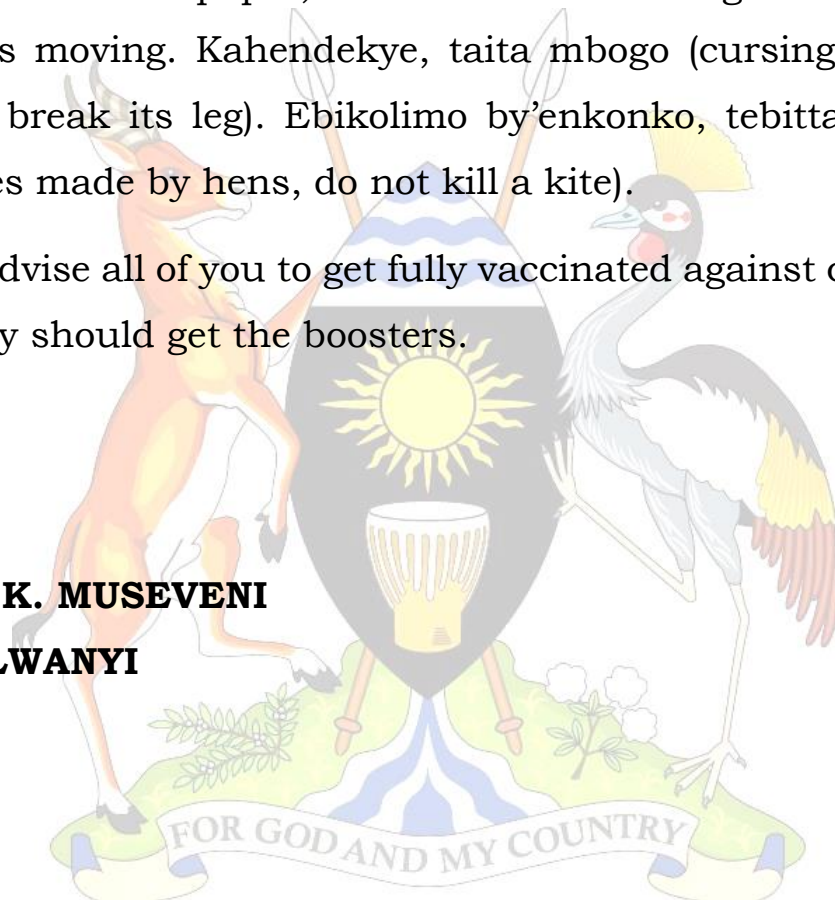 s moving. Kahendekye, taita mbogo (cursing
break its leg). Ebikolimo by’enkonko, tebitta
es made by hens, do not kill a kite).
dvise all of you to get fully vaccinated against
y should get the boosters.
K. MUSEVENI
LWANYI
FOR GOD AND MY COUNTRY